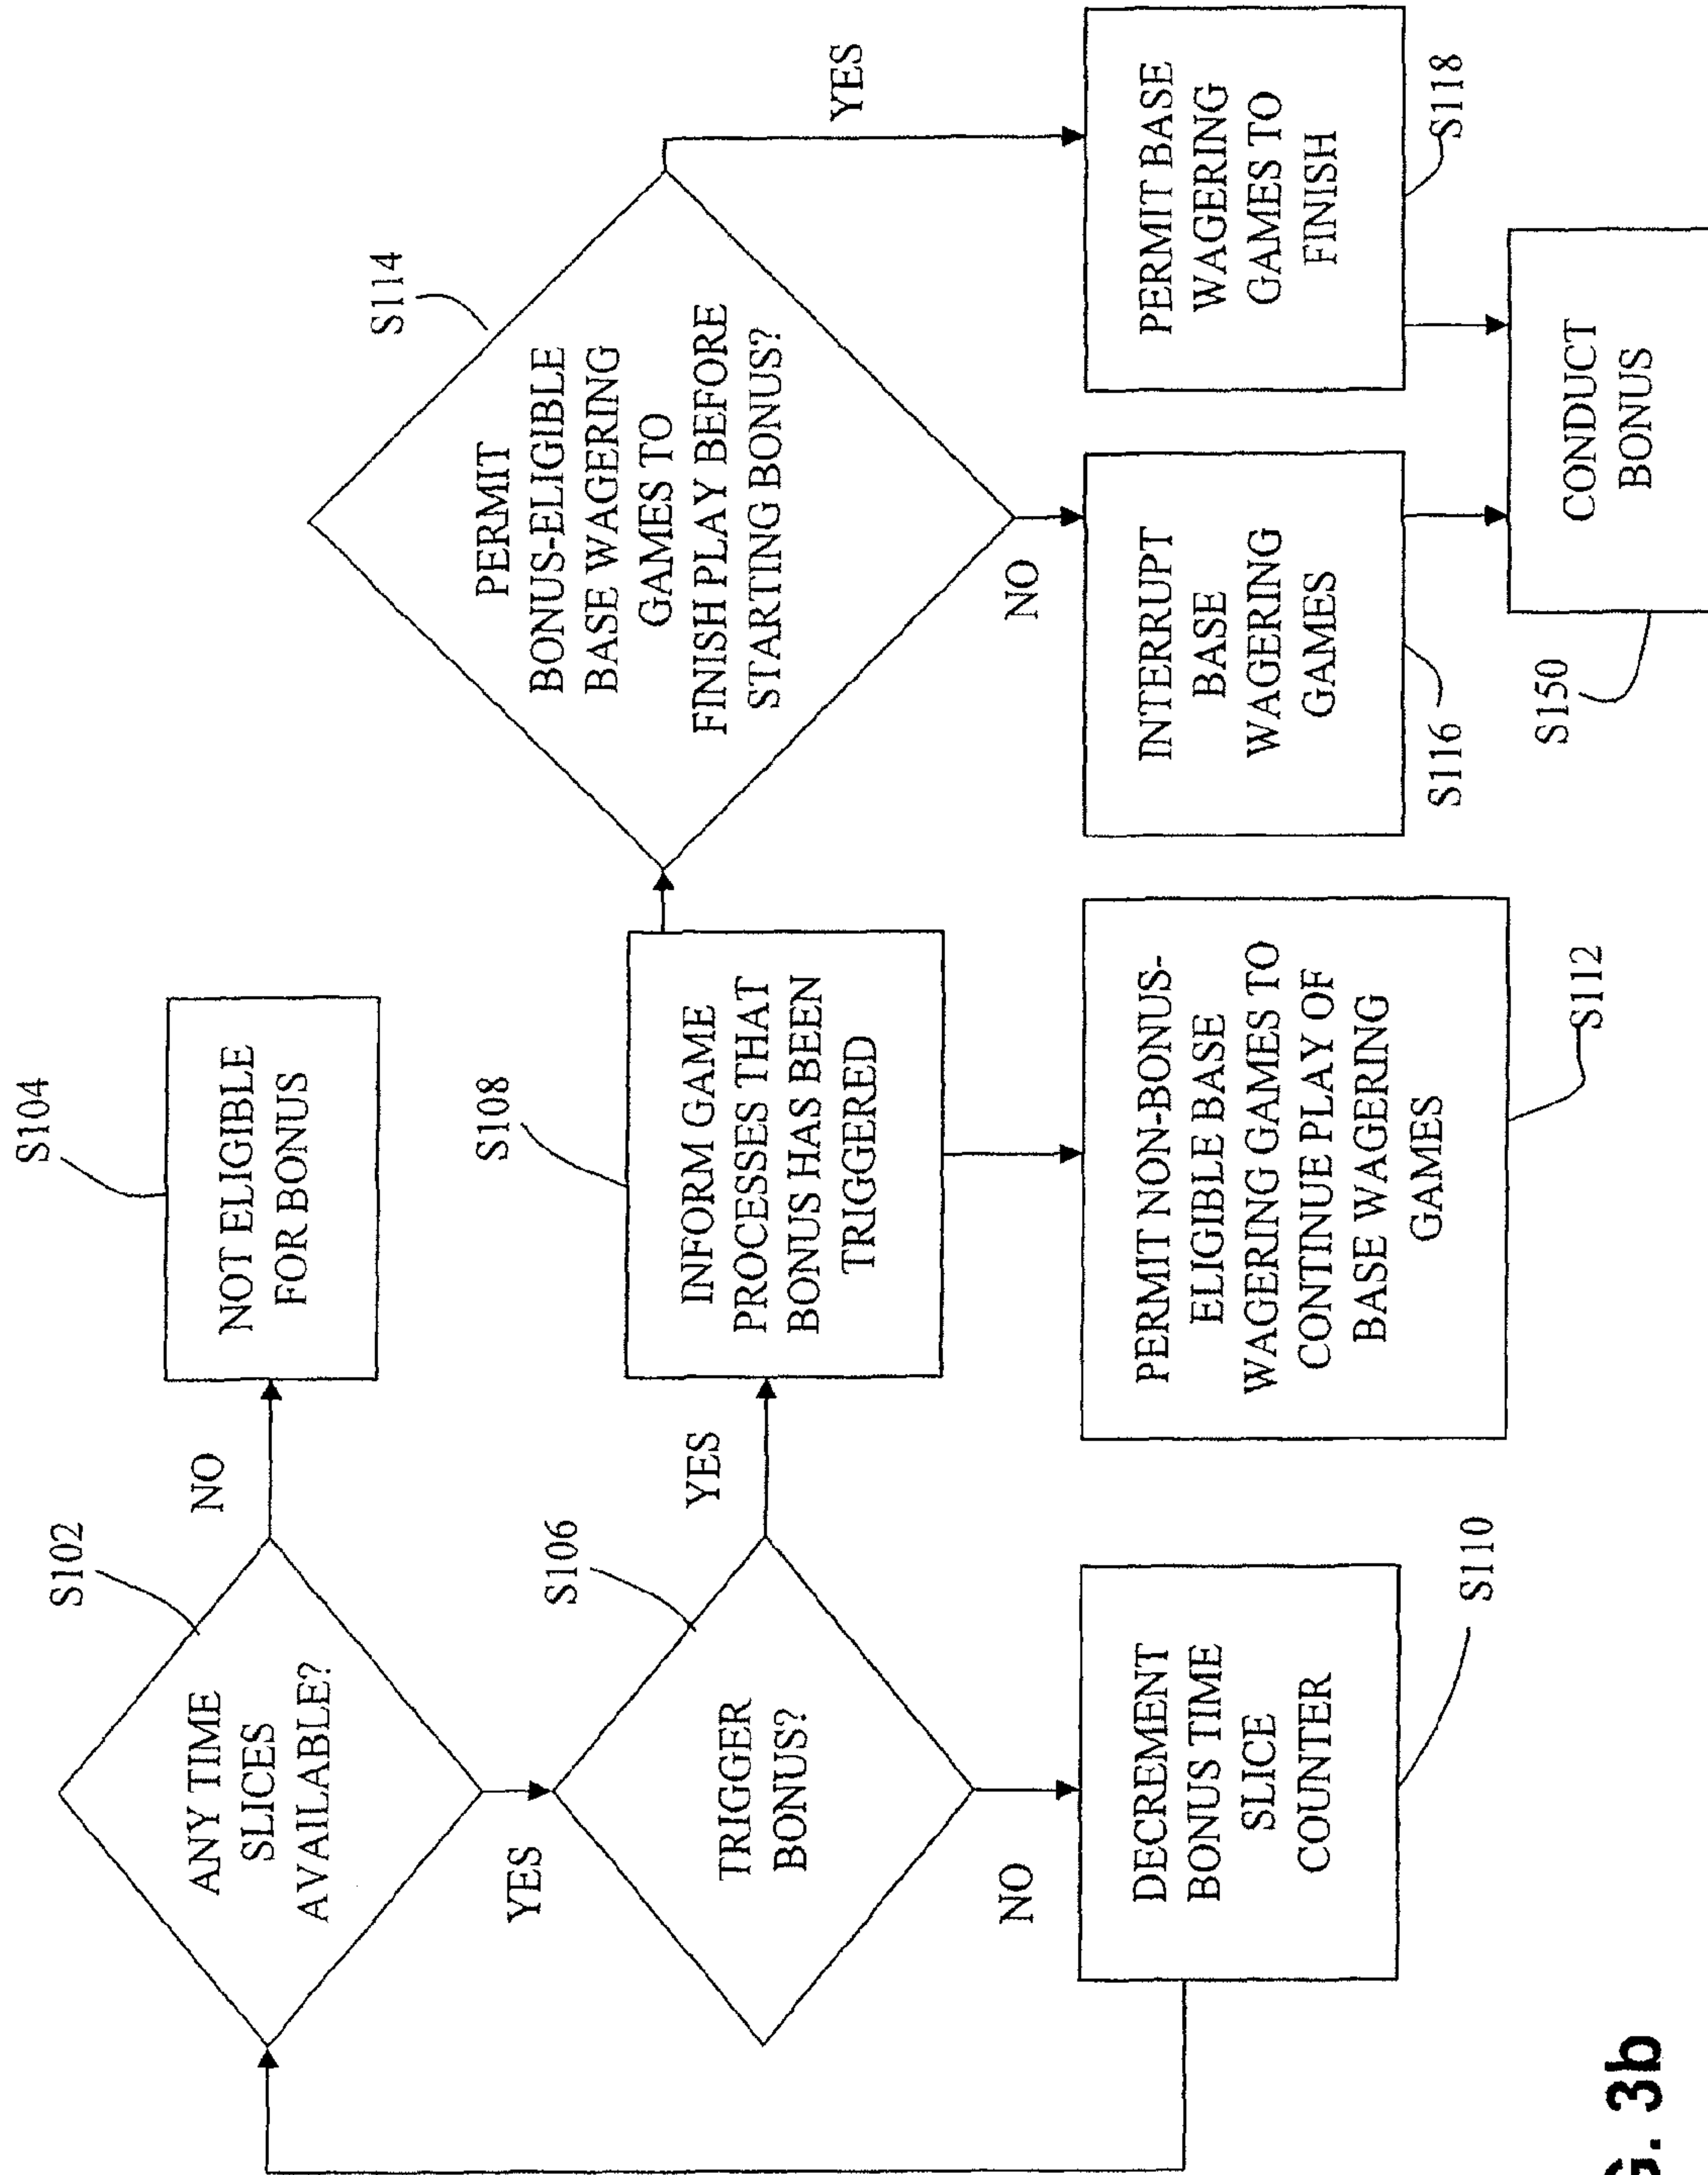 S102
ANY TIME
SLICES
AVAILABLE?
NO
S104
NOT ELIGIBLE
FOR BONUS
YES
S106
TRIGGER
BONUS?
YES
S108
INFORM GAME
PROCESSES THAT
BONUS HAS BEEN
TRIGGERED
S114
PERMIT
BONUS-ELIGIBLE
BASE WAGERING
GAMES TO
FINISH PLAY BEFORE
STARTING BONUS?
YES
NO
NO
DECREMENT
BONUS TIME
SLICE
COUNTER
S110
PERMIT NON-BONUS-
ELIGIBLE BASE
WAGERING GAMES TO
CONTINUE PLAY OF
BASE WAGERING
GAMES
S112
INTERRUPT
BASE
WAGERING
GAMES
S116
PERMIT BASE
WAGERING
GAMES TO
FINISH
S118
S150
CONDUCT
BONUS
G. 3b